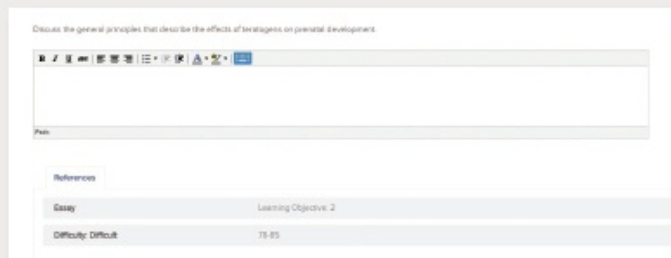 Discuss the general principles that describe the effects of teratogens on prenatal development.
Path:
References
Essay
Learning Objective: 2
Difficulty: Difficult
78-85